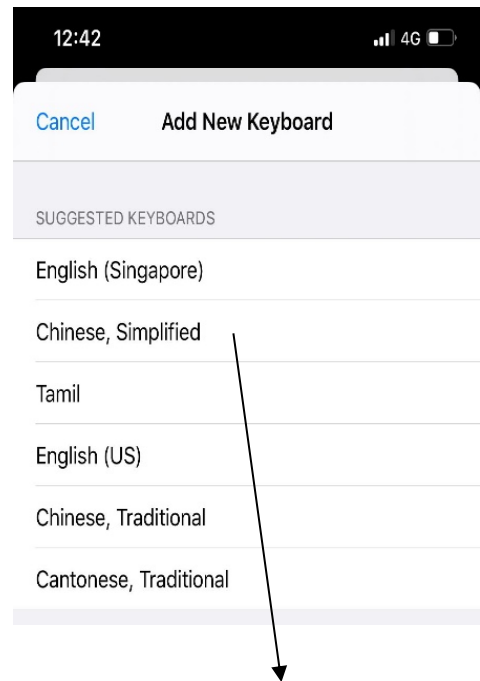 12:42 4G
Cancel Add New Keyboard
SUGGESTED KEYBOARDS
English (Singapore)
Chinese, Simplified
Tamil
English (US)
Chinese, Traditional
Cantonese, Traditional